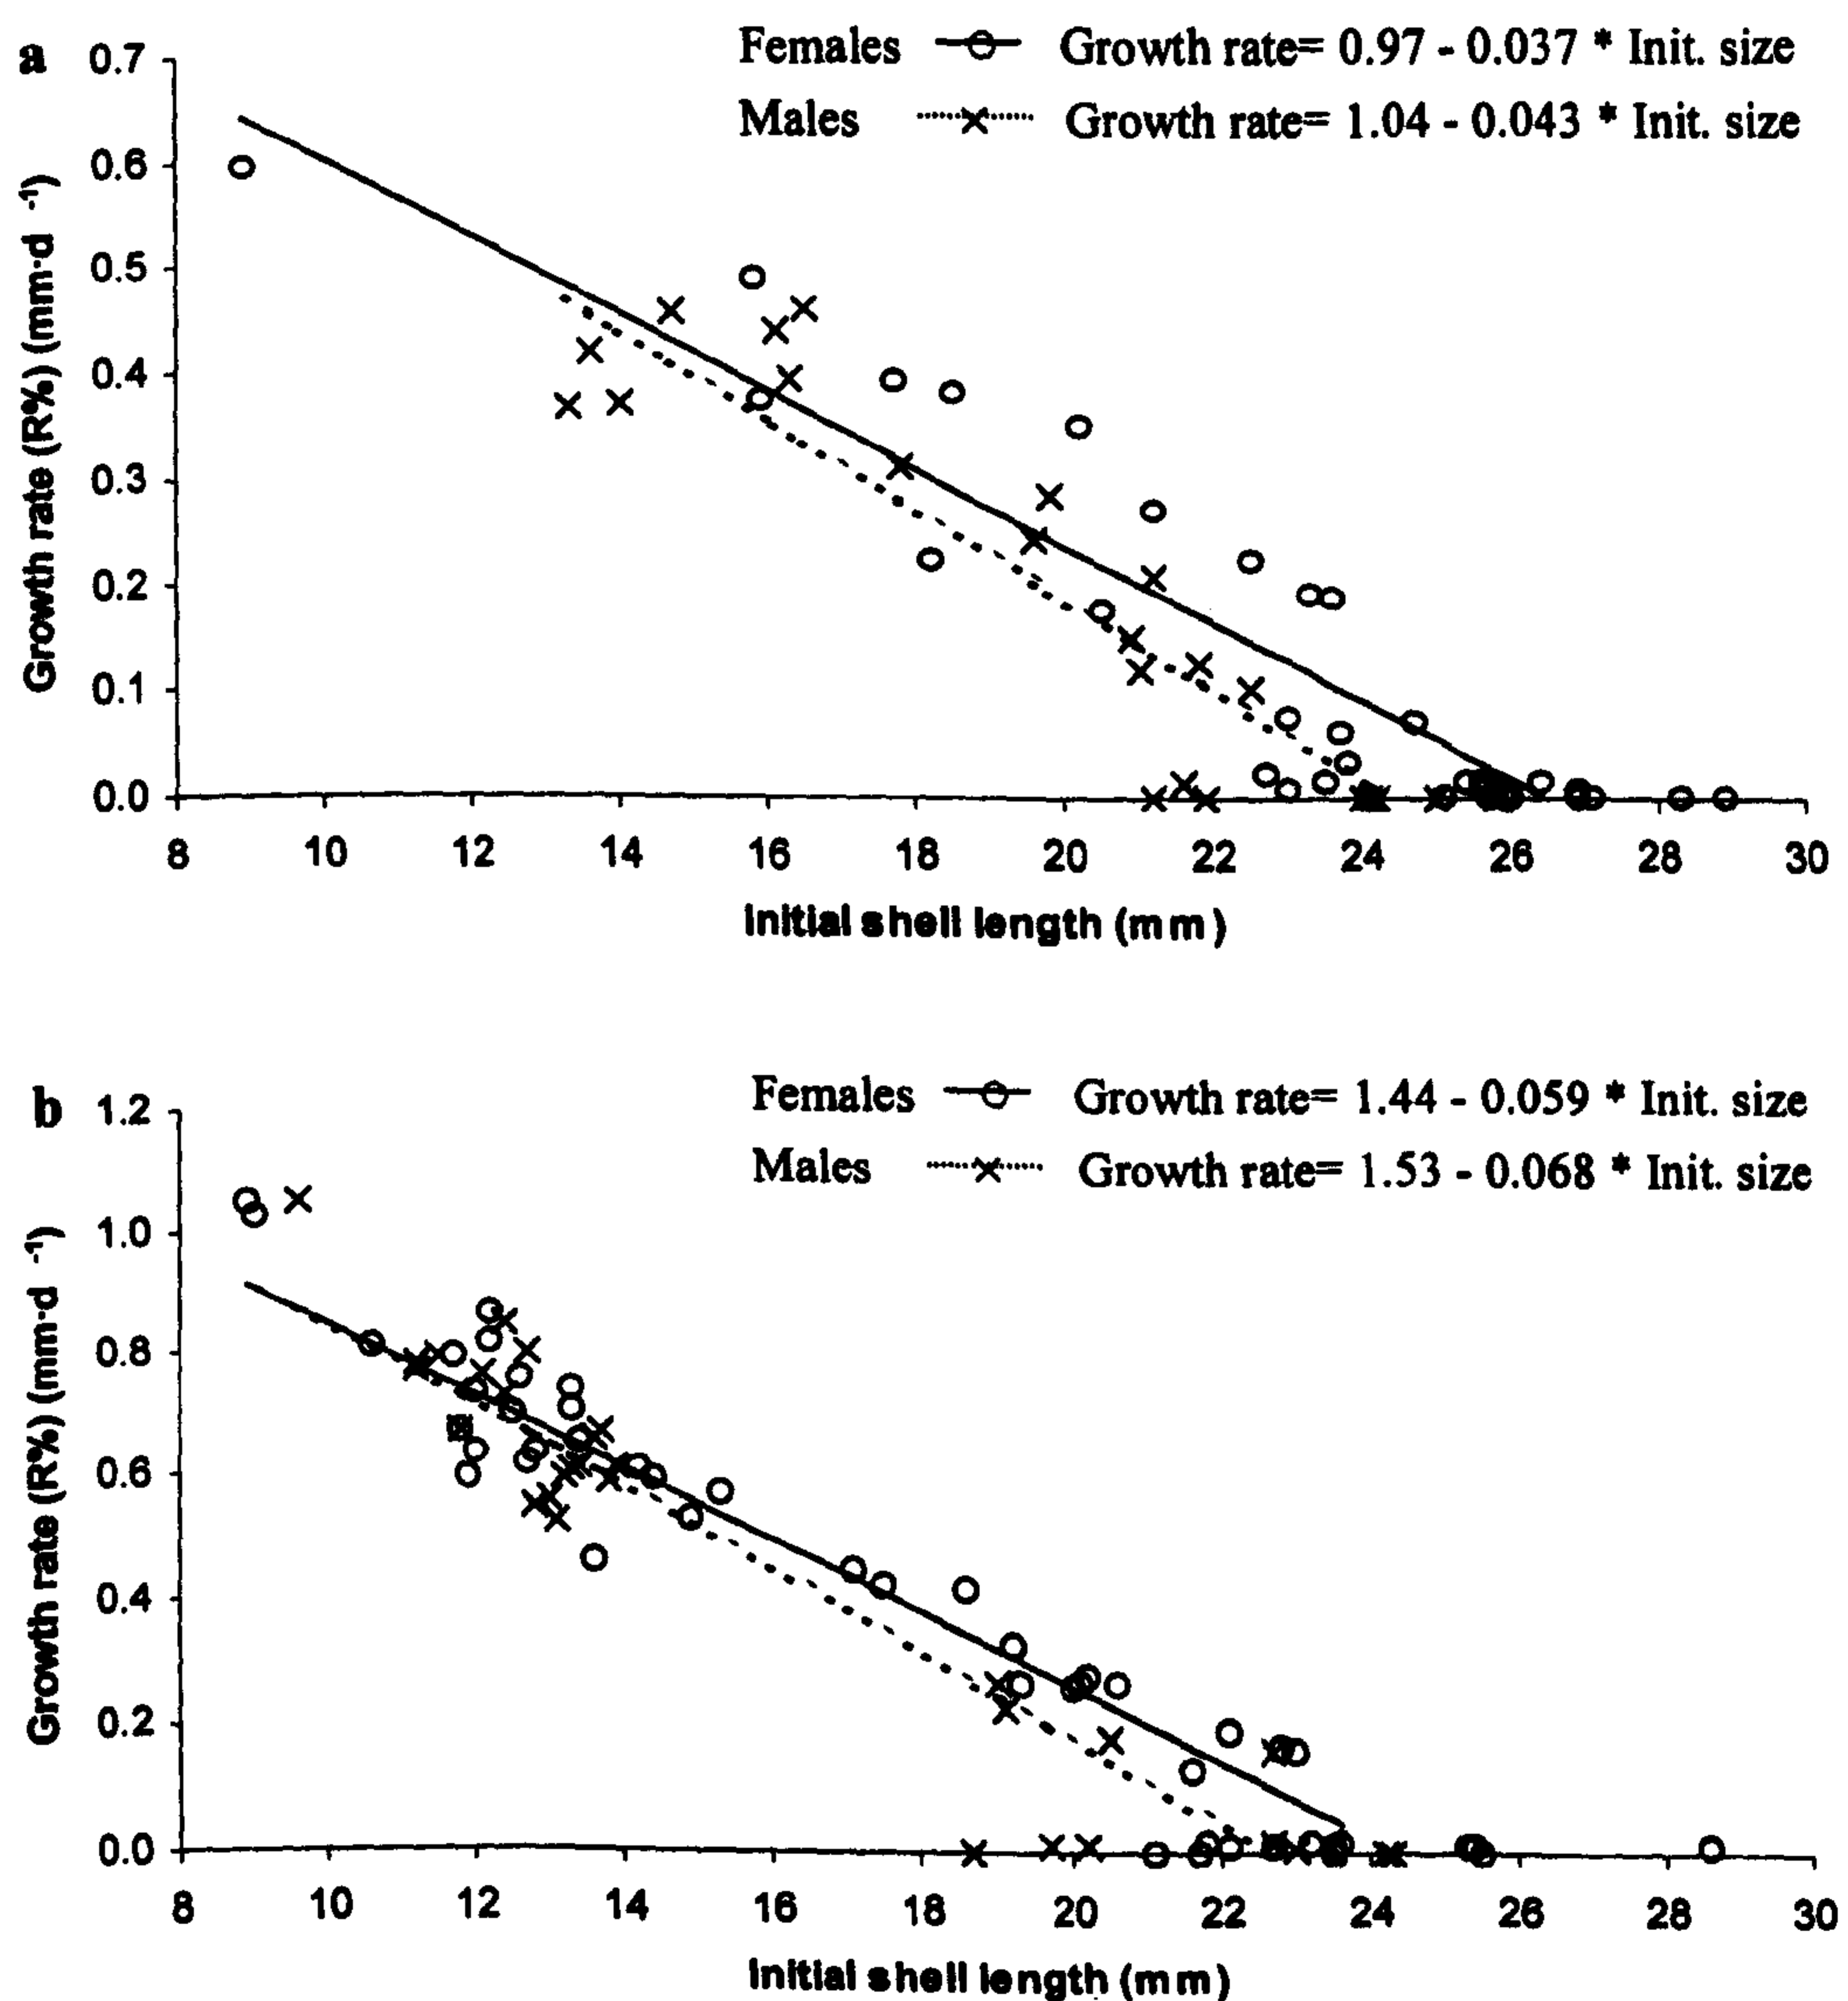 a
Females Growth rate= 0.97 - 0.037 * Init. size
Males Growth rate= 1.04 - 0.043 * Init. size
Growth rate (R%) (mm·d -1)
0.7
0.6
0.5
0.4
0.3
0.2
0.1
0.0
8 10 12 14 16 18 20 22 24 26 28 30
Initial shell length (mm)
b
Females Growth rate= 1.44 - 0.059 * Init. size
Males Growth rate= 1.53 - 0.068 * Init. size
Growth rate (R%) (mm·d -1)
1.2
1.0
0.8
0.6
0.4
0.2
0.0
8 10 12 14 16 18 20 22 24 26 28 30
Initial shell length (mm)